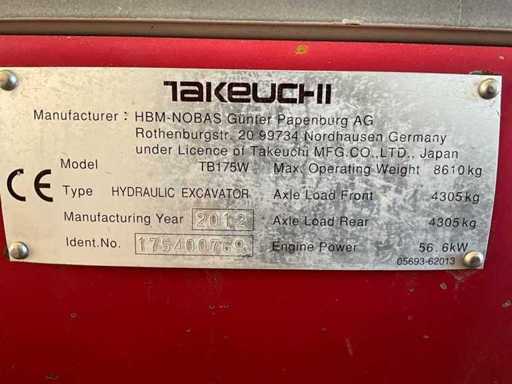 TAKEUCHI
Manufacturer : HBM-NOBAS Günter Papenburg AG
Rothenburgstr. 20 99734 Nordhausen Germany
under Licence of Takeuchi MFG.CO.,LTD., Japan
Model TB175W Max. Operating Weight 8610kg
CE Type HYDRAULIC EXCAVATOR Axle Load Front 4305kg
Manufacturing Year 2012 Axle Load Rear 4305kg
Ident.No. Engine Power 56.6kW
05693-62013